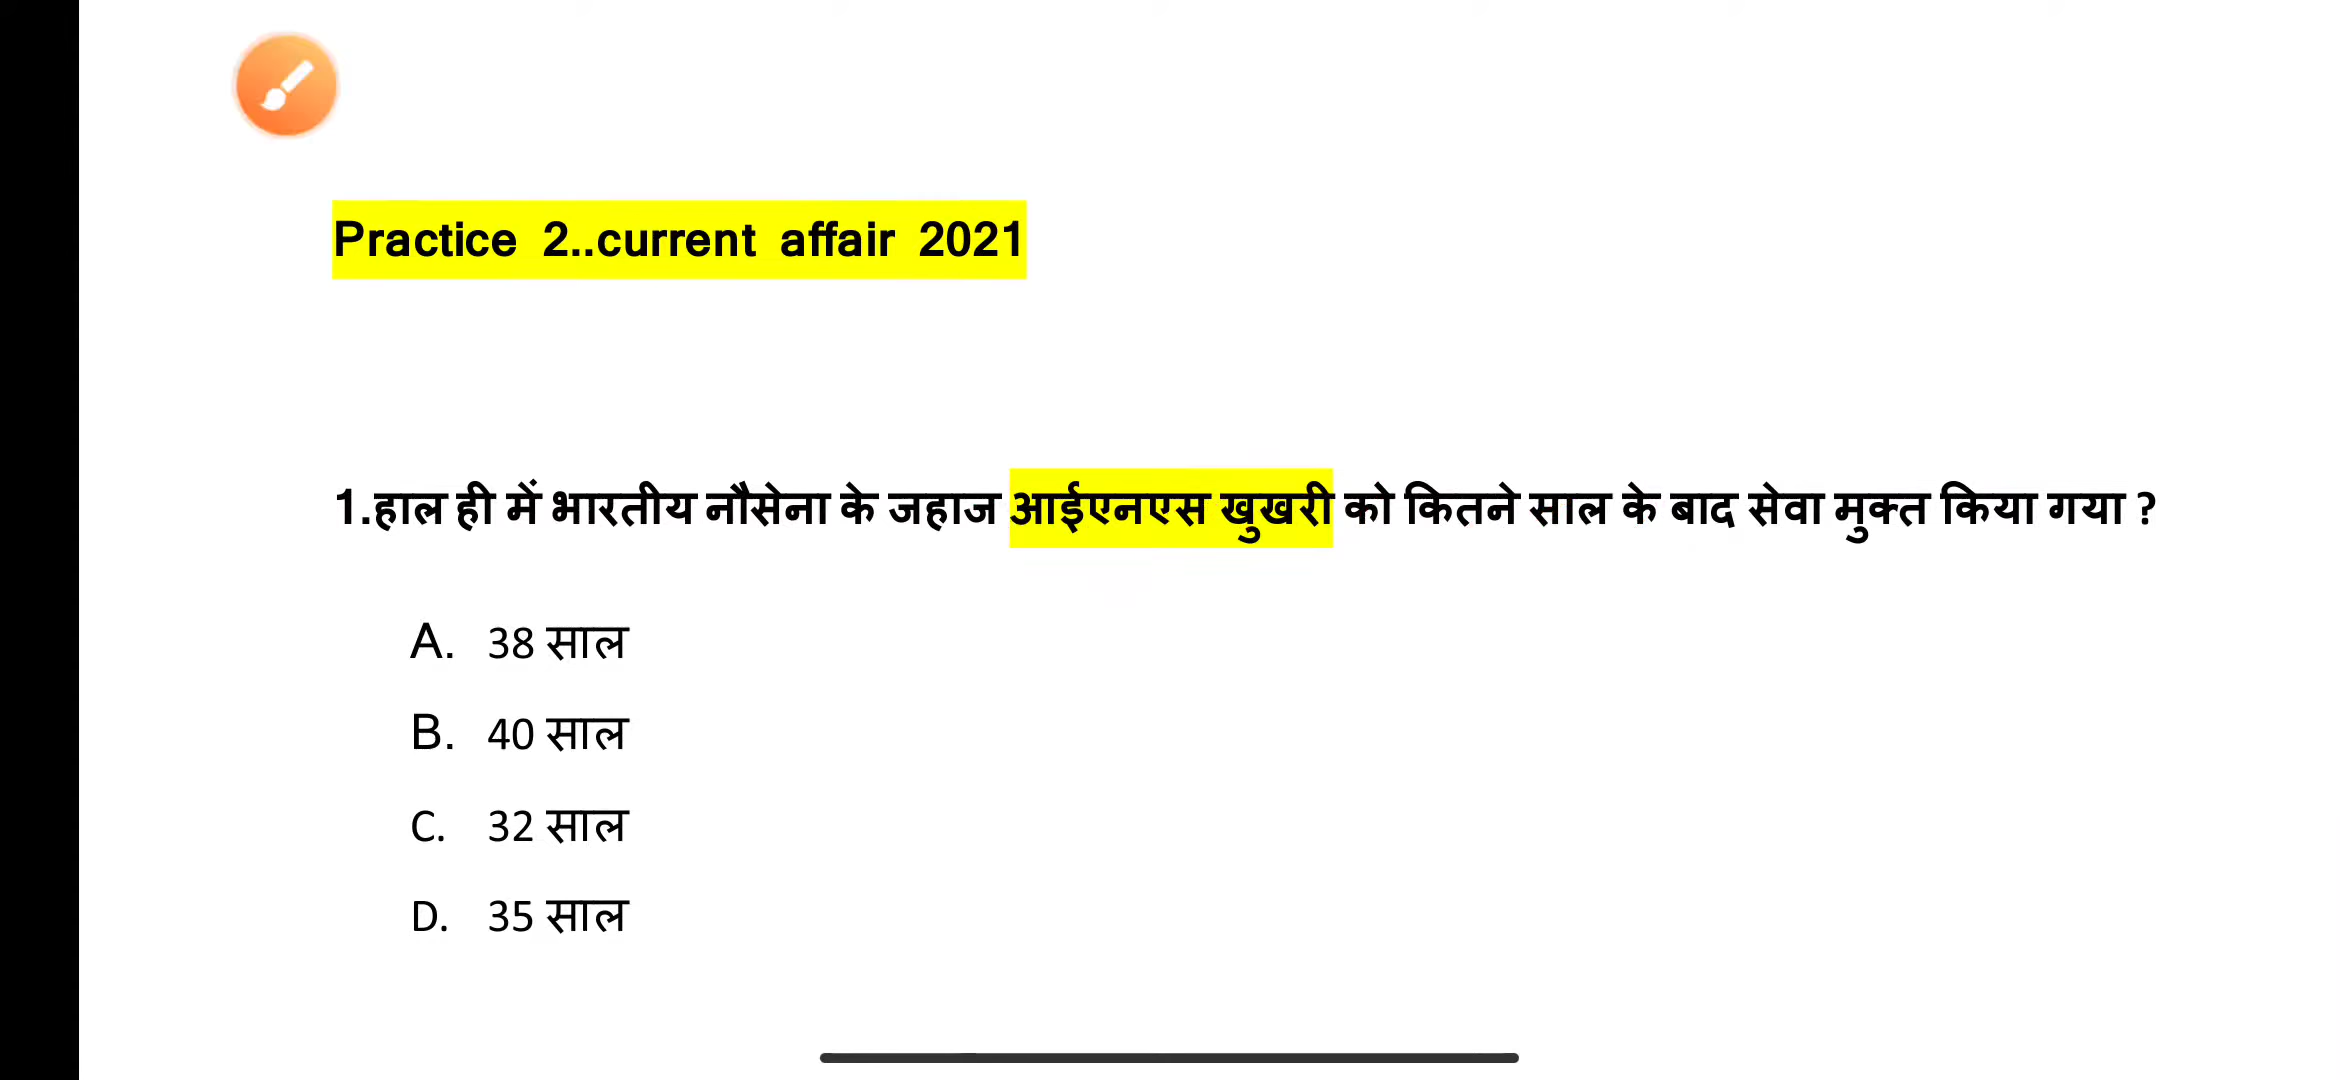 Practice 2..current affair 2021
1.हाल ही में भारतीय नौसेना के जहाज आईएनएस खुखरी को कितने साल के बाद सेवा मुक्त किया गया ?
A. 38 साल
B. 40 साल
C. 32 साल
D. 35 साल